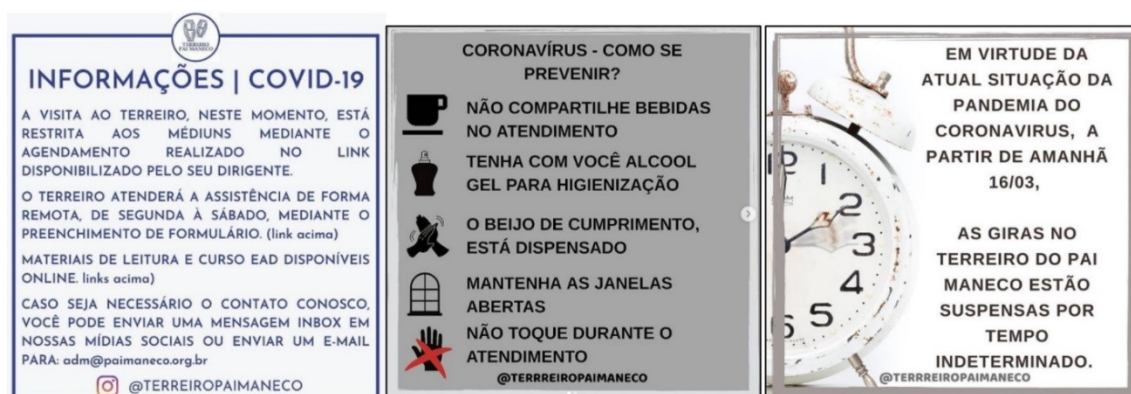 TERREIRO
PAI MANECO
INFORMAÇÕES | COVID-19
A VISITA AO TERREIRO, NESTE MOMENTO, ESTÁ
RESTRITA AOS MÉDIUNS MEDIANTE O
AGENDAMENTO REALIZADO NO LINK
DISPONIBILIZADO PELO SEU DIRIGENTE.
O TERREIRO ATENDERÁ A ASSISTÊNCIA DE FORMA
REMOTA, DE SEGUNDA À SÁBADO, MEDIANTE O
PREENCHIMENTO DE FORMULÁRIO. (link acima)
MATERIAIS DE LEITURA E CURSO EAD DISPONÍVEIS
ONLINE. links acima)
CASO SEJA NECESSÁRIO O CONTATO CONOSCO,
VOCÊ PODE ENVIAR UMA MENSAGEM INBOX EM
NOSSAS MÍDIAS SOCIAIS OU ENVIAR UM E-MAIL
PARA: adm@paimaneco.org.br
@TERREIROPAIMANECO
CORONAVÍRUS - COMO SE
PREVENIR?
NÃO COMPARTILHE BEBIDAS
NO ATENDIMENTO
TENHA COM VOCÊ ALCOOL
GEL PARA HIGIENIZAÇÃO
O BEIJO DE CUMPRIMENTO,
ESTÁ DISPENSADO
MANTENHA AS JANELAS
ABERTAS
NÃO TOQUE DURANTE O
ATENDIMENTO
@TERRREIROPAIMANECO
EM VIRTUDE DA
ATUAL SITUAÇÃO DA
PANDEMIA DO
CORONAVIRUS, A
PARTIR DE AMANHÃ
16/03,
AS GIRAS NO
TERREIRO DO PAI
MANECO ESTÃO
SUSPENSAS POR
TEMPO
INDETERMINADO.
@TERRREIROPAIMANECO
12
2
3
4
5